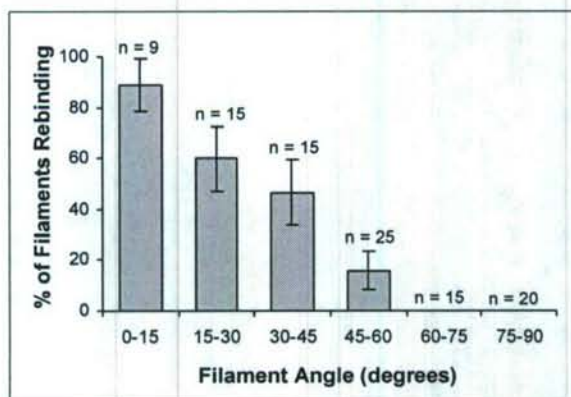 % of Filaments Rebinding
100
80
60
40
20
0
n = 9
n = 15
n = 15
n = 25
n = 15
n = 20
0-15
15-30
30-45
45-60
60-75
75-90
Filament Angle (degrees)